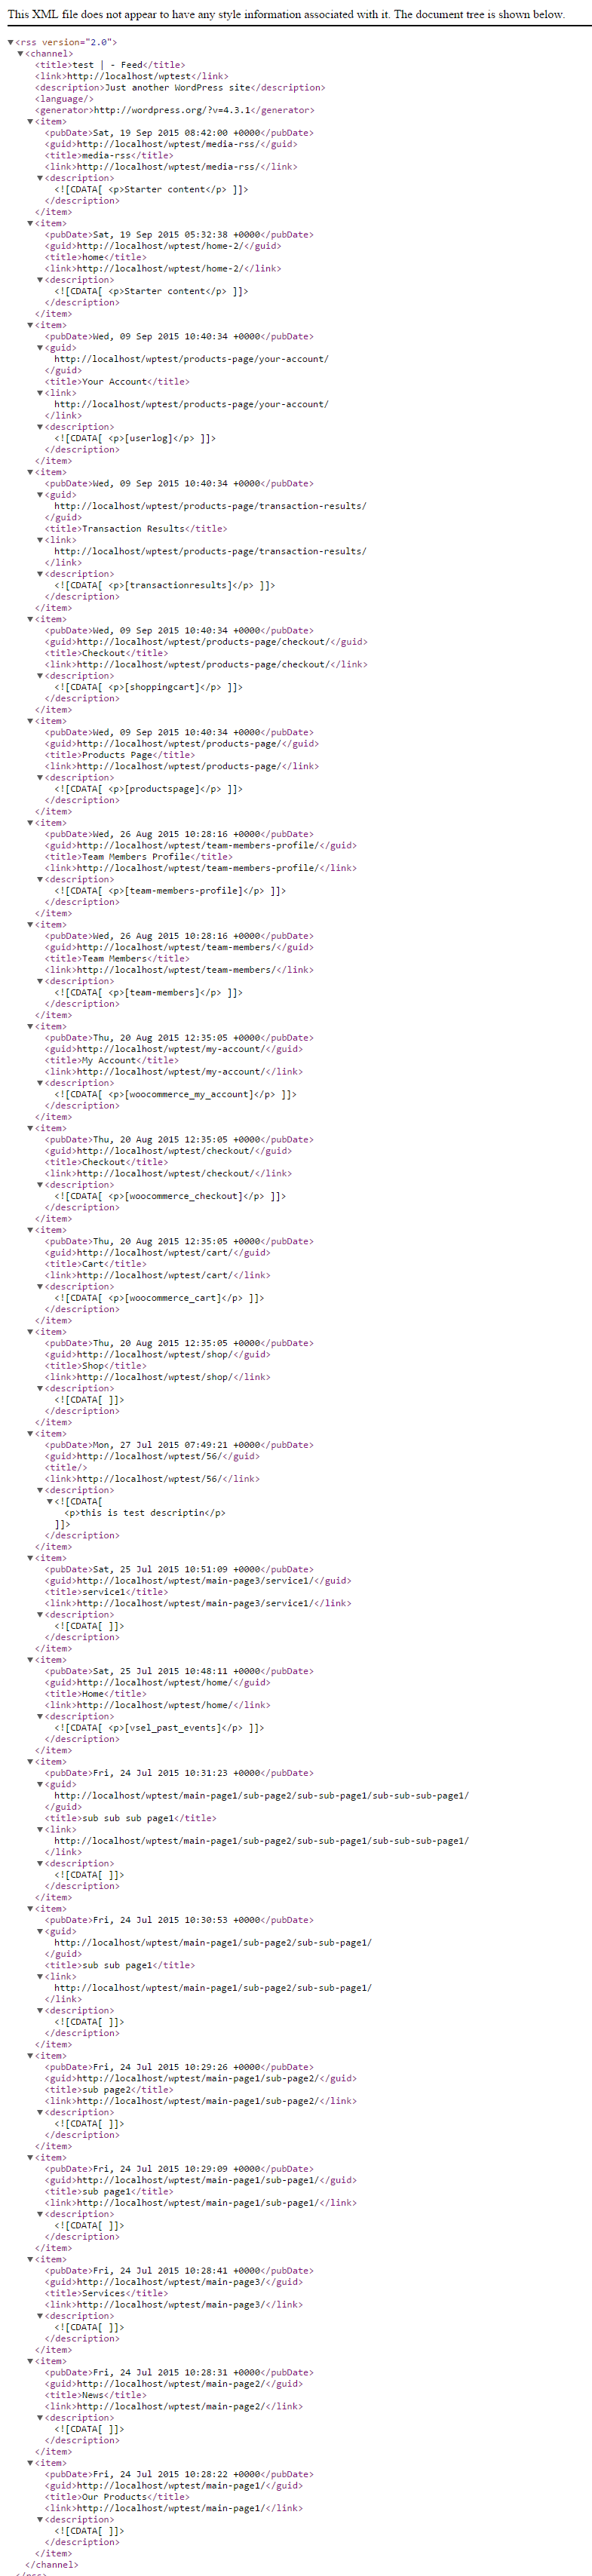 This XML file does not appear to have any style information associated with it. The document tree is shown below.
▼<rss version="2.0">
▼<channel>
<title>test | - Feed</title>
<link>http://localhost/wptest</link>
<description>Just another WordPress site</description>
<language/>
<generator>http://wordpress.org/?v=4.3.1</generator>
▼<item>
<pubDate>Sat, 19 Sep 2015 08:42:00 +0000</pubDate>
<guid>http://localhost/wptest/media-rss/</guid>
<title>media-rss</title>
<link>http://localhost/wptest/media-rss/</link>
▼<description>
<![CDATA[ <p>Starter content</p> ]]>
</description>
</item>
▼<item>
<pubDate>Sat, 19 Sep 2015 05:32:38 +0000</pubDate>
<guid>http://localhost/wptest/home-2/</guid>
<title>home</title>
<link>http://localhost/wptest/home-2/</link>
▼<description>
<![CDATA[ <p>Starter content</p> ]]>
</description>
</item>
▼<item>
<pubDate>Wed, 09 Sep 2015 10:40:34 +0000</pubDate>
▼<guid>
http://localhost/wptest/products-page/your-account/
</guid>
<title>Your Account</title>
▼<link>
http://localhost/wptest/products-page/your-account/
</link>
▼<description>
<![CDATA[ <p>[userlog]</p> ]]>
</description>
</item>
▼<item>
<pubDate>Wed, 09 Sep 2015 10:40:34 +0000</pubDate>
▼<guid>
http://localhost/wptest/products-page/transaction-results/
</guid>
<title>Transaction Results</title>
▼<link>
http://localhost/wptest/products-page/transaction-results/
</link>
▼<description>
<![CDATA[ <p>[transactionresults]</p> ]]>
</description>
</item>
▼<item>
<pubDate>Wed, 09 Sep 2015 10:40:34 +0000</pubDate>
<guid>http://localhost/wptest/products-page/checkout/</guid>
<title>Checkout</title>
<link>http://localhost/wptest/products-page/checkout/</link>
▼<description>
<![CDATA[ <p>[shoppingcart]</p> ]]>
</description>
</item>
▼<item>
<pubDate>Wed, 09 Sep 2015 10:40:34 +0000</pubDate>
<guid>http://localhost/wptest/products-page/</guid>
<title>Products Page</title>
<link>http://localhost/wptest/products-page/</link>
▼<description>
<![CDATA[ <p>[productspage]</p> ]]>
</description>
</item>
▼<item>
<pubDate>Wed, 26 Aug 2015 10:28:16 +0000</pubDate>
<guid>http://localhost/wptest/team-members-profile/</guid>
<title>Team Members Profile</title>
<link>http://localhost/wptest/team-members-profile/</link>
▼<description>
<![CDATA[ <p>[team-members-profile]</p> ]]>
</description>
</item>
▼<item>
<pubDate>Wed, 26 Aug 2015 10:28:16 +0000</pubDate>
<guid>http://localhost/wptest/team-members/</guid>
<title>Team Members</title>
<link>http://localhost/wptest/team-members/</link>
▼<description>
<![CDATA[ <p>[team-members]</p> ]]>
</description>
</item>
▼<item>
<pubDate>Thu, 20 Aug 2015 12:35:05 +0000</pubDate>
<guid>http://localhost/wptest/my-account/</guid>
<title>My Account</title>
<link>http://localhost/wptest/my-account/</link>
▼<description>
<![CDATA[ <p>[woocommerce_my_account]</p> ]]>
</description>
</item>
▼<item>
<pubDate>Thu, 20 Aug 2015 12:35:05 +0000</pubDate>
<guid>http://localhost/wptest/checkout/</guid>
<title>Checkout</title>
<link>http://localhost/wptest/checkout/</link>
▼<description>
<![CDATA[ <p>[woocommerce_checkout]</p> ]]>
</description>
</item>
▼<item>
<pubDate>Thu, 20 Aug 2015 12:35:05 +0000</pubDate>
<guid>http://localhost/wptest/cart/</guid>
<title>Cart</title>
<link>http://localhost/wptest/cart/</link>
▼<description>
<![CDATA[ <p>[woocommerce_cart]</p> ]]>
</description>
</item>
▼<item>
<pubDate>Thu, 20 Aug 2015 12:35:05 +0000</pubDate>
<guid>http://localhost/wptest/shop/</guid>
<title>Shop</title>
<link>http://localhost/wptest/shop/</link>
▼<description>
<![CDATA[ ]]>
</description>
</item>
▼<item>
<pubDate>Mon, 27 Jul 2015 07:49:21 +0000</pubDate>
<guid>http://localhost/wptest/56/</guid>
<title/>
<link>http://localhost/wptest/56/</link>
▼<description>
▼<![CDATA[
<p>this is test descriptin</p>
]]>
</description>
</item>
▼<item>
<pubDate>Sat, 25 Jul 2015 10:51:09 +0000</pubDate>
<guid>http://localhost/wptest/main-page3/service1/</guid>
<title>service1</title>
<link>http://localhost/wptest/main-page3/service1/</link>
▼<description>
<![CDATA[ ]]>
</description>
</item>
▼<item>
<pubDate>Sat, 25 Jul 2015 10:48:11 +0000</pubDate>
<guid>http://localhost/wptest/home/</guid>
<title>Home</title>
<link>http://localhost/wptest/home/</link>
▼<description>
<![CDATA[ <p>[vsel_past_events]</p> ]]>
</description>
</item>
▼<item>
<pubDate>Fri, 24 Jul 2015 10:31:23 +0000</pubDate>
▼<guid>
http://localhost/wptest/main-page1/sub-page2/sub-sub-page1/sub-sub-sub-page1/
</guid>
<title>sub sub sub page1</title>
▼<link>
http://localhost/wptest/main-page1/sub-page2/sub-sub-page1/sub-sub-sub-page1/
</link>
▼<description>
<![CDATA[ ]]>
</description>
</item>
▼<item>
<pubDate>Fri, 24 Jul 2015 10:30:53 +0000</pubDate>
▼<guid>
http://localhost/wptest/main-page1/sub-page2/sub-sub-page1/
</guid>
<title>sub sub page1</title>
▼<link>
http://localhost/wptest/main-page1/sub-page2/sub-sub-page1/
</link>
▼<description>
<![CDATA[ ]]>
</description>
</item>
▼<item>
<pubDate>Fri, 24 Jul 2015 10:29:26 +0000</pubDate>
<guid>http://localhost/wptest/main-page1/sub-page2/</guid>
<title>sub page2</title>
<link>http://localhost/wptest/main-page1/sub-page2/</link>
▼<description>
<![CDATA[ ]]>
</description>
</item>
▼<item>
<pubDate>Fri, 24 Jul 2015 10:29:09 +0000</pubDate>
<guid>http://localhost/wptest/main-page1/sub-page1/</guid>
<title>sub page1</title>
<link>http://localhost/wptest/main-page1/sub-page1/</link>
▼<description>
<![CDATA[ ]]>
</description>
</item>
▼<item>
<pubDate>Fri, 24 Jul 2015 10:28:41 +0000</pubDate>
<guid>http://localhost/wptest/main-page3/</guid>
<title>Services</title>
<link>http://localhost/wptest/main-page3/</link>
▼<description>
<![CDATA[ ]]>
</description>
</item>
▼<item>
<pubDate>Fri, 24 Jul 2015 10:28:31 +0000</pubDate>
<guid>http://localhost/wptest/main-page2/</guid>
<title>News</title>
<link>http://localhost/wptest/main-page2/</link>
▼<description>
<![CDATA[ ]]>
</description>
</item>
▼<item>
<pubDate>Fri, 24 Jul 2015 10:28:22 +0000</pubDate>
<guid>http://localhost/wptest/main-page1/</guid>
<title>Our Products</title>
<link>http://localhost/wptest/main-page1/</link>
▼<description>
<![CDATA[ ]]>
</description>
</item>
</channel>